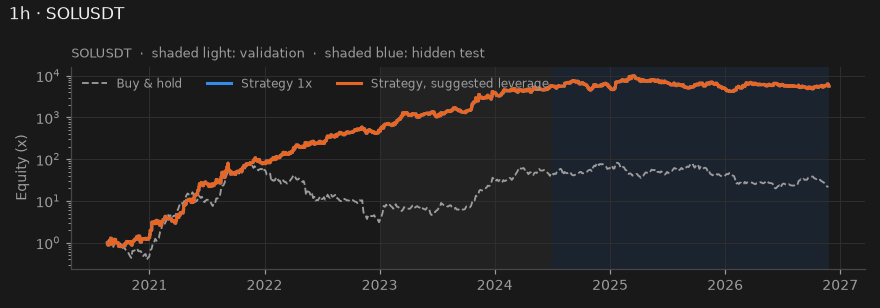 1h · SOLUSDT
SOLUSDT · shaded light: validation · shaded blue: hidden test
Buy & hold Strategy 1x Strategy, suggested leverage
Equity (x)
10⁴
10³
10²
10¹
10⁰
2021 2022 2023 2024 2025 2026 2027